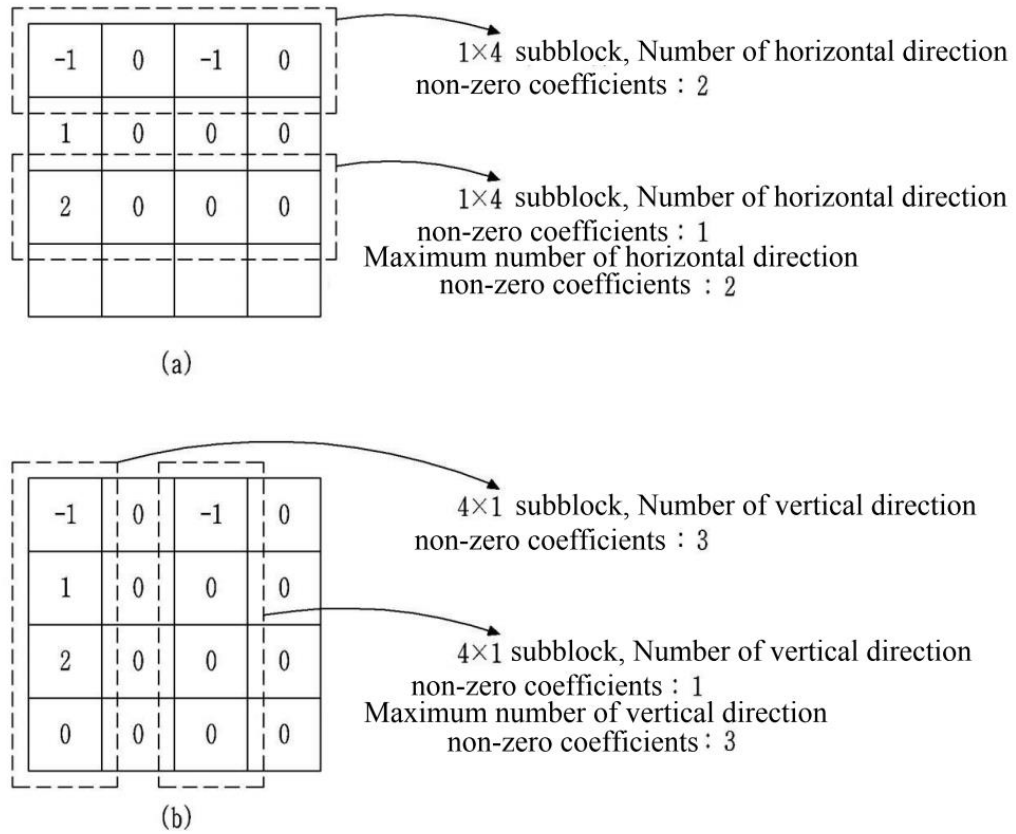 -1 0 -1 0
1×4 subblock, Number of horizontal direction
non-zero coefficients : 2
1 0 0 0
2 0 0 0
1×4 subblock, Number of horizontal direction
non-zero coefficients : 1
Maximum number of horizontal direction
non-zero coefficients : 2
(a)
-1 0 -1 0
4×1 subblock, Number of vertical direction
non-zero coefficients : 3
1 0 0 0
2 0 0 0
4×1 subblock, Number of vertical direction
non-zero coefficients : 1
Maximum number of vertical direction
non-zero coefficients : 3
0 0 0 0
(b)